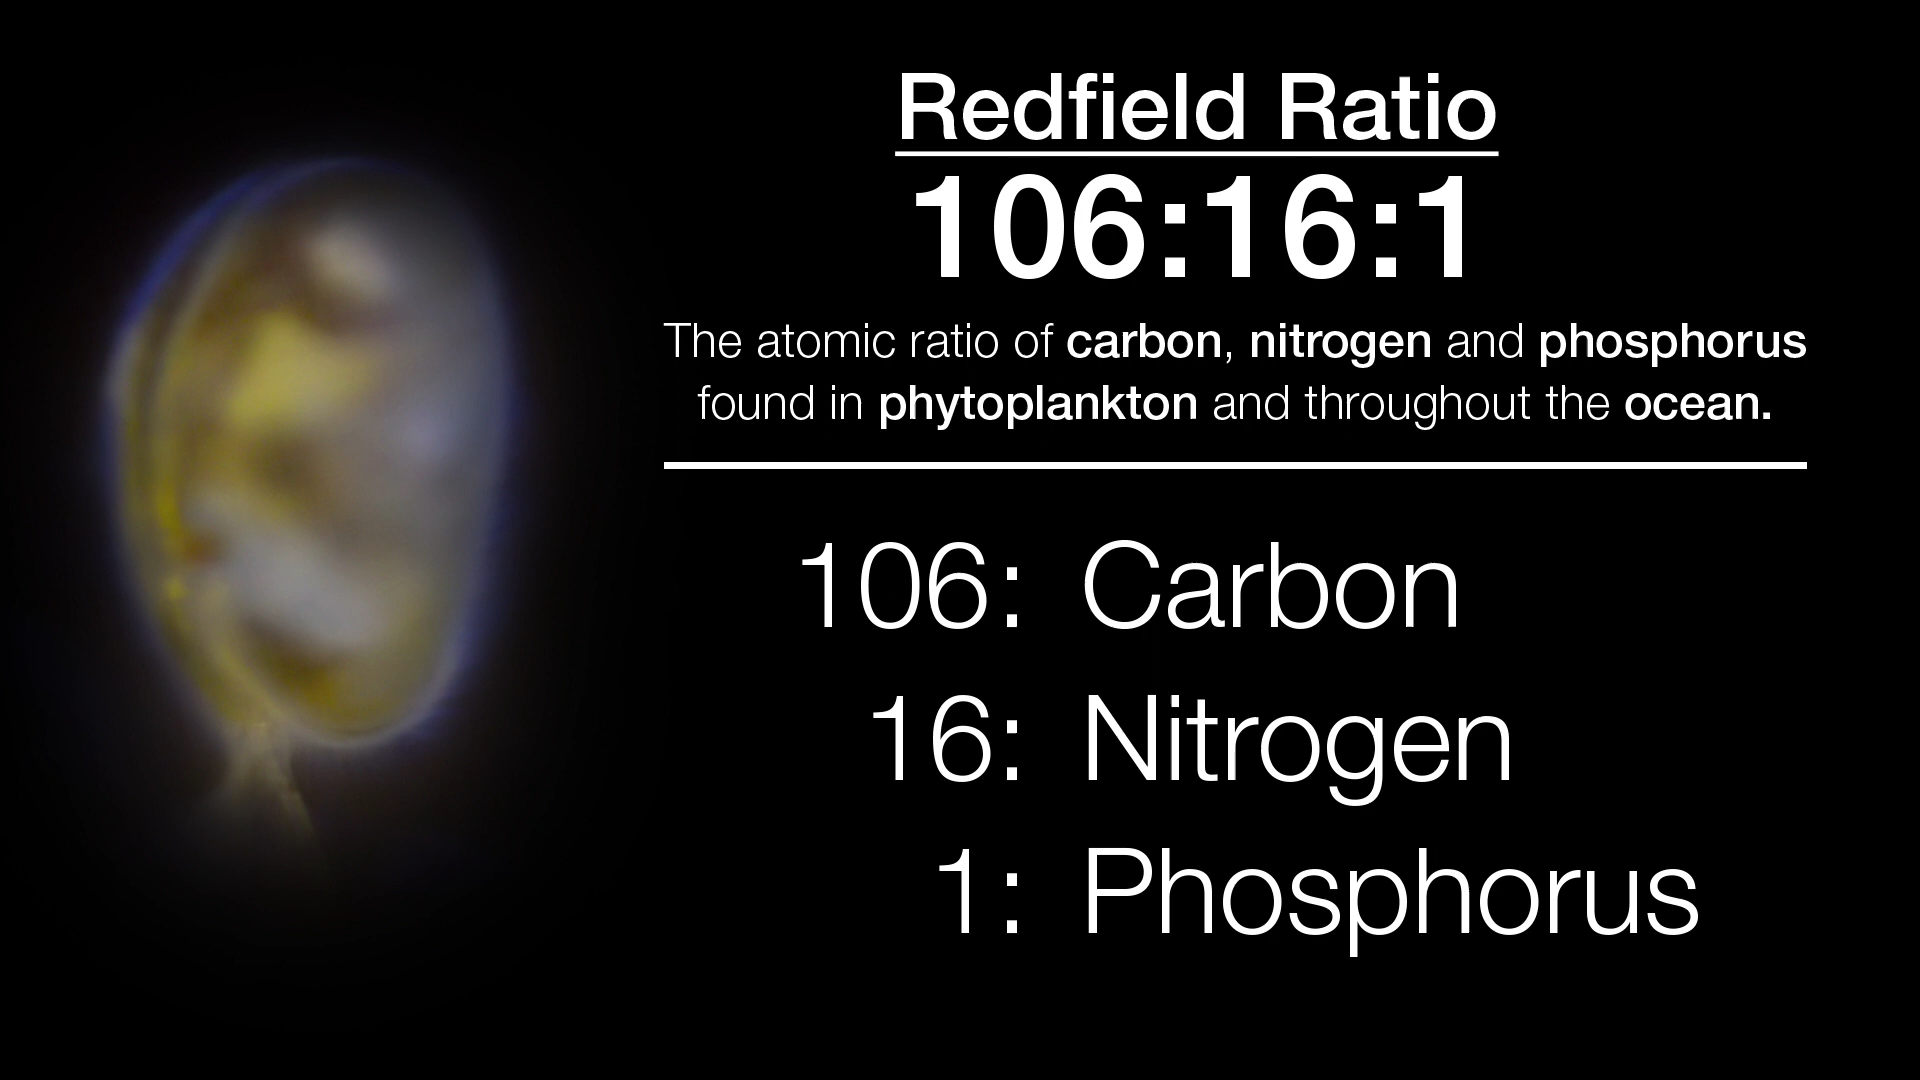 Redfield Ratio
106:16:1
The atomic ratio of carbon, nitrogen and phosphorus
found in phytoplankton and throughout the ocean.
106: Carbon
16: Nitrogen
1: Phosphorus